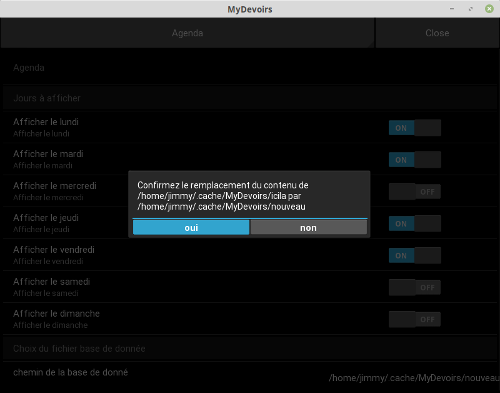 MyDevoirs
Agenda Close
Agenda
Jours à afficher
Afficher le lundi
Afficher le lundi
ON
Afficher le mardi
Afficher le mardi
ON
Afficher le mercredi
Afficher le mercredi
OFF
Confirmez le remplacement du contenu de
/home/jimmy/.cache/MyDevoirs/icila par
/home/jimmy/.cache/MyDevoirs/nouveau
oui non
Afficher le jeudi
Afficher le jeudi
ON
Afficher le vendredi
Afficher le vendredi
ON
Afficher le samedi
Afficher le samedi
OFF
Afficher le dimanche
Afficher le dimanche
OFF
Choix du fichier base de donnée
chemin de la base de donné
/home/jimmy/.cache/MyDevoirs/nouveau